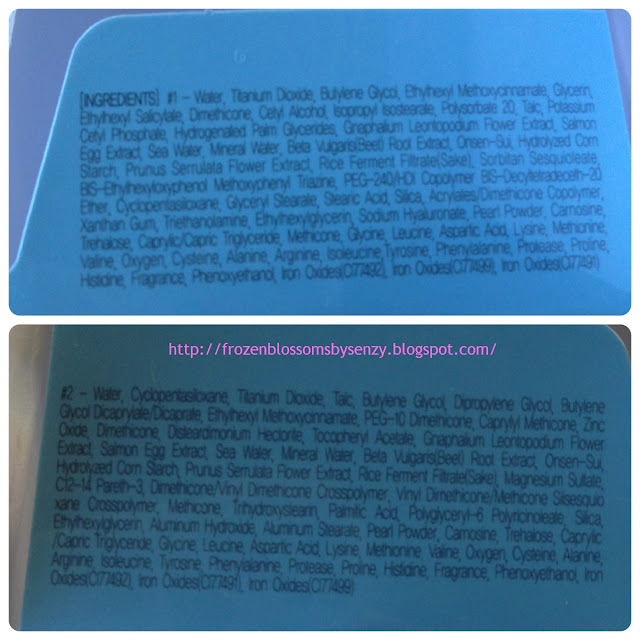 [INGREDIENTS] #1 - Water, Titanium Dioxide, Butylene Glycol, Ethylhexyl Methoxycinnamate, Glycerin,
Ethylhexyl Salicylate, Dimethicone, Cetyl Alcohol, Isopropyl Isostearate, Polysorbate 20, Talc, Potassium
Cetyl Phosphate, Hydrogenated Palm Glycerides, Gnaphalium Leontopodium Flower Extract, Salmon
Egg Extract, Sea Water, Mineral Water, Beta Vulgaris(Beet) Root Extract, Onsen-Sui, Hydrolyzed Corn
Starch, Prunus Serrulata Flower Extract, Rice Ferment Filtrate(Sake), Sorbitan Sesquioleate,
BIS-Ethylhexyloxyphenol Methoxyphenyl Triazine, PEG-240/HDI Copolymer BIS-Decyltetradeceth-20
Ether, Cyclopentasiloxane, Glyceryl Stearate, Stearic Acid, Silica, Acrylates/Dimethicone Copolymer,
Xanthan Gum, Triethanolamine, Ethylhexylglycerin, Sodium Hyaluronate, Pearl Powder, Carnosine,
Trehalose, Caprylic/Capric Triglyceride, Methicone, Glycine, Leucine, Aspartic Acid, Lysine, Methionine,
Valine, Oxygen, Cysteine, Alanine, Arginine, Isoleucine,Tyrosine, Phenylalanine, Protease, Proline,
Histidine, Fragrance, Phenoxyethanol, Iron Oxides(CI77492), Iron Oxides(CI77499), Iron Oxides(CI77491)
http://frozenblossomsbysenzy.blogspot.com/
#2 - Water, Cyclopentasiloxane, Titanium Dioxide, Talc, Butylene Glycol, Dipropylene Glycol, Butylene
Glycol Dicaprylate/Dicaprate, Ethylhexyl Methoxycinnamate, PEG-10 Dimethicone, Caprylyl Methicone, Zinc
Oxide, Dimethicone, Disteardimonium Hectorite, Tocopheryl Acetate, Gnaphalium Leontopodium Flower
Extract, Salmon Egg Extract, Sea Water, Mineral Water, Beta Vulgaris(Beet) Root Extract, Onsen-Sui,
Hydrolyzed Corn Starch, Prunus Serrulata Flower Extract, Rice Ferment Filtrate(Sake), Magnesium Sulfate,
C12-14 Pareth-3, Dimethicone/Vinyl Dimethicone Crosspolymer, Vinyl Dimethicone/Methicone Silsesquio
xane Crosspolymer, Methicone, Trihydroxystearin, Palmitic Acid, Polyglyceryl-6 Polyricinoleate, Silica,
Ethylhexylglycerin, Aluminum Hydroxide, Aluminum Stearate, Pearl Powder, Carnosine, Trehalose, Caprylic
/Capric Triglyceride, Glycine, Leucine, Aspartic Acid, Lysine, Methionine, Valine, Oxygen, Cysteine, Alanine,
Arginine, Isoleucine, Tyrosine, Phenylalanine, Protease, Proline, Histidine, Fragrance, Phenoxyethanol, Iron
Oxides(CI77492), Iron Oxides(CI77491), Iron Oxides(CI77499)